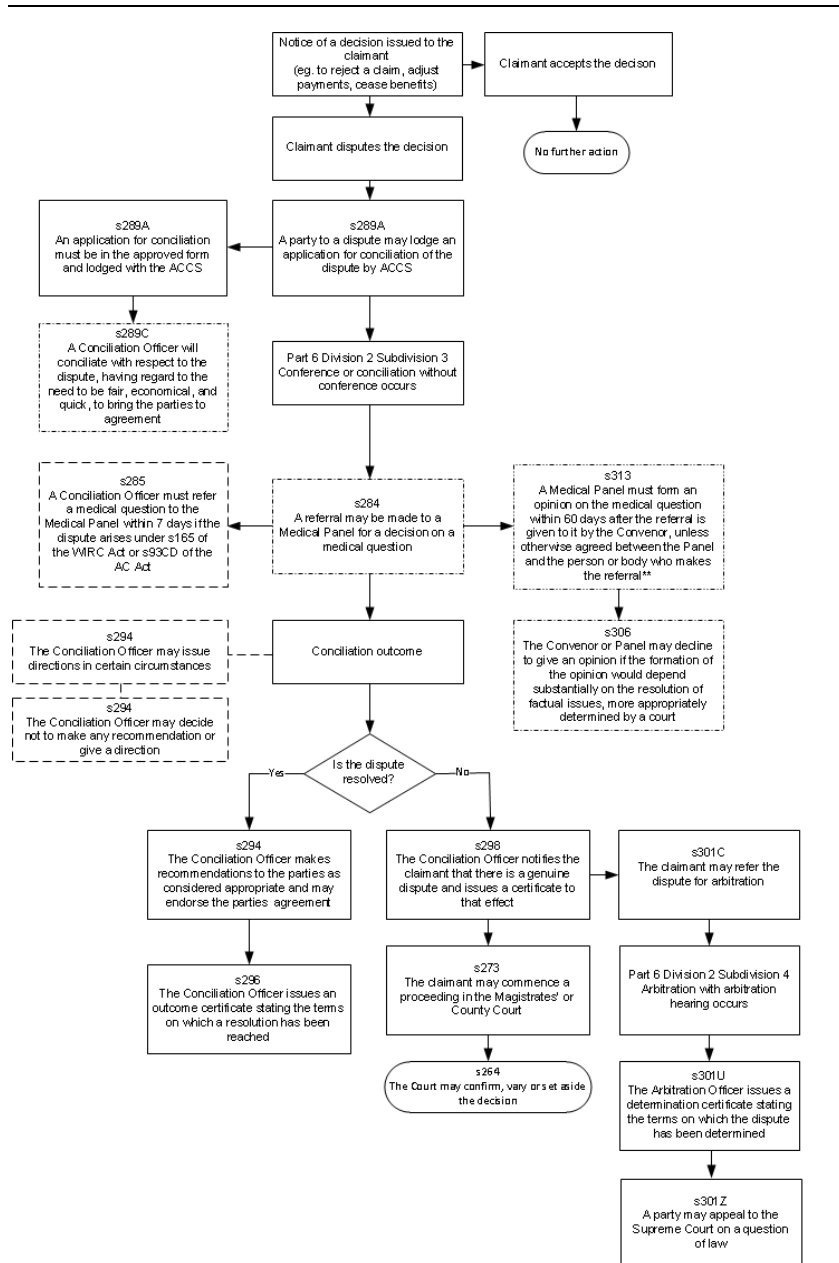 Notice of a decision issued to the
claimant
(eg. to reject a claim, adjust
payments, cease benefits)
Claimant accepts the decison
No further action
Claimant disputes the decision
s289A
An application for conciliation
must be in the approved form
and lodged with the ACCS
s289A
A party to a dispute may lodge an
application for conciliation of the
dispute by ACCS
s289C
A Conciliation Officer will
conciliate with respect to the
dispute, having regard to the
need to be fair, economical, and
quick, to bring the parties to
agreement
Part 6 Division 2 Subdivision 3
Conference or conciliation without
conference occurs
s285
A Conciliation Officer must refer
a medical question to the
Medical Panel within 7 days if the
dispute arises under s165 of
the WIRC Act or s93CD of the
AC Act
s284
A referral may be made to a
Medical Panel for a decision on a
medical question
s313
A Medical Panel must form an
opinion on the medical question
within 60 days after the referral is
given to it by the Convenor, unless
otherwise agreed between the Panel
and the person or body who makes
the referral**
s306
The Convenor or Panel may decline
to give an opinion if the formation of
the opinion would depend
substantially on the resolution of
factual issues, more appropriately
determined by a court
s294
The Conciliation Officer may issue
directions in certain circumstances
Conciliation outcome
s294
The Conciliation Officer may decide
not to make any recommendation or
give a direction
Is the dispute
resolved?
Yes
No
s294
The Conciliation Officer makes
recommendations to the parties as
considered appropriate and may
endorse the parties agreement
s298
The Conciliation Officer notifies the
claimant that there is a genuine
dispute and issues a certificate to
that effect
s301C
The claimant may refer the
dispute for arbitration
s296
The Conciliation Officer issues an
outcome certificate stating the terms
on which a resolution has been
reached
s273
The claimant may commence a
proceeding in the Magistrates' or
County Court
Part 6 Division 2 Subdivision 4
Arbitration with arbitration
hearing occurs
s264
The Court may confirm, vary or set aside
the decision
s301U
The Arbitration Officer issues a
determination certificate stating
the terms on which the dispute
has been determined
s301Z
A party may appeal to the
Supreme Court on a question
of law